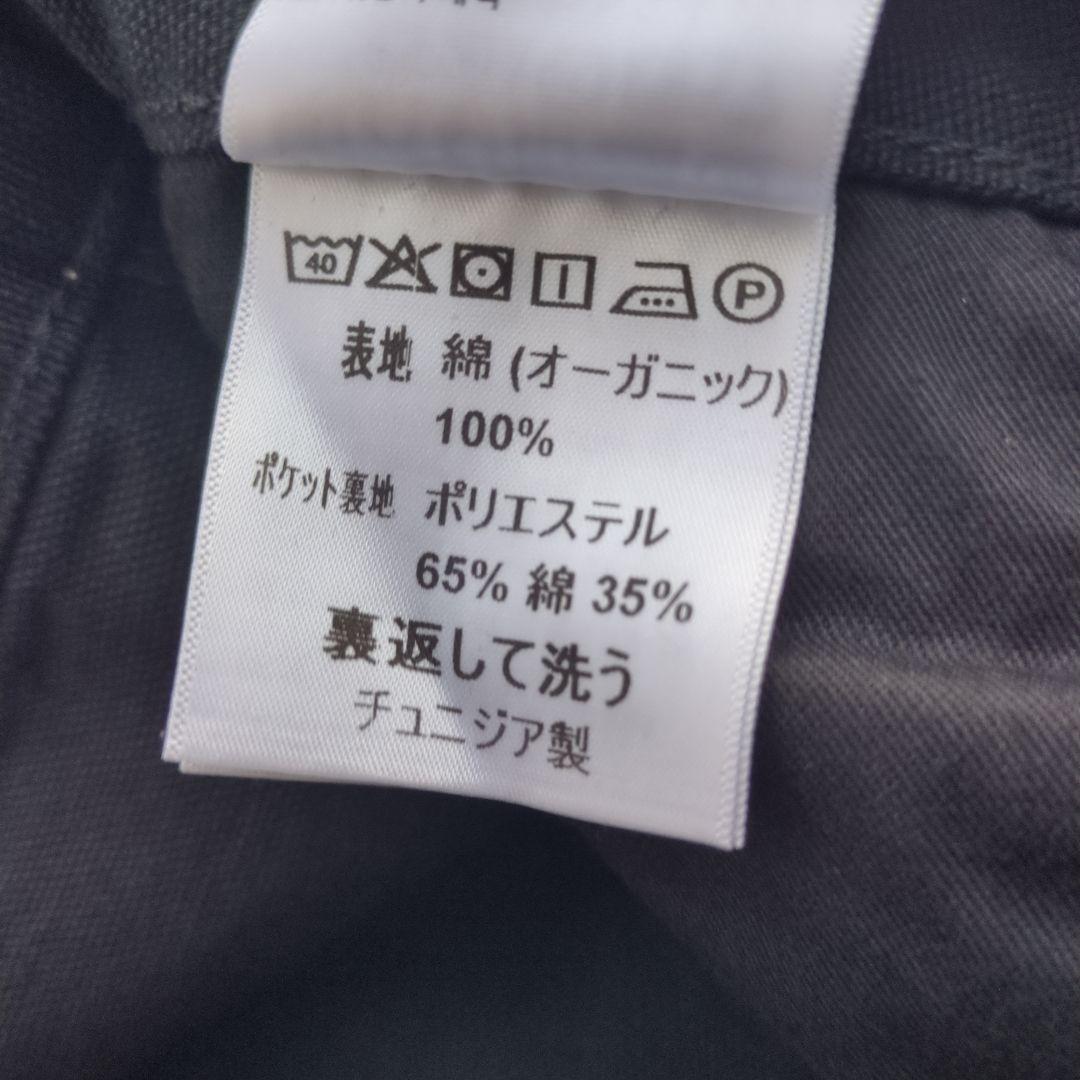 40
P
表地 綿 (オーガニック)
100%
ポケット裏地 ポリエステル
65% 綿 35%
裏返して洗う
チュニジア製